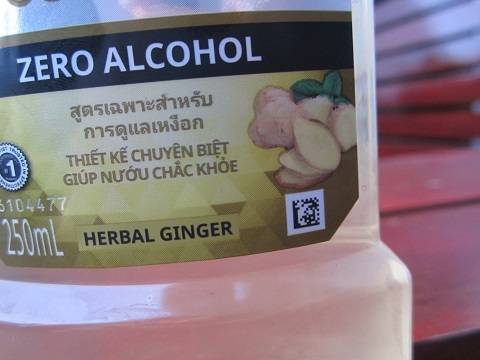 ZERO ALCOHOL
สูตรเฉพาะสำหรับ
การดูแลเหงือก
THIẾT KẾ CHUYÊN BIỆT
GIÚP NƯỚU CHẮC KHỎE
#1
6104477
250mL
HERBAL GINGER